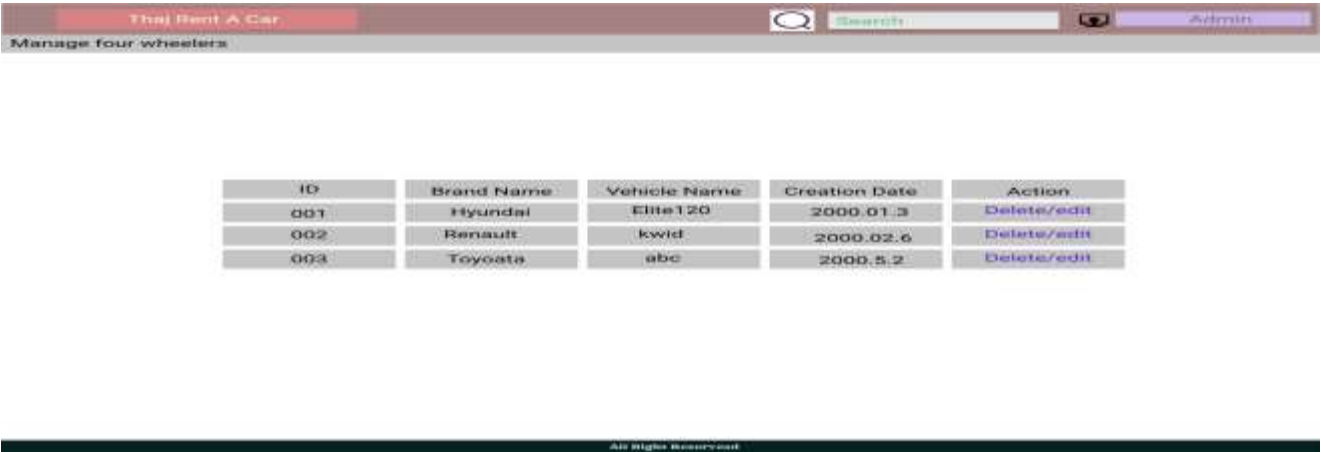 Thaj Rent A Car Search Admin
Manage four wheelers
ID Brand Name Vehicle Name Creation Date Action
001 Hyundai Elite120 2000.01.3 Delete/edit
002 Renault kwid 2000.02.6 Delete/edit
003 Toyoata abc 2000.5.2 Delete/edit
All Right Reserved